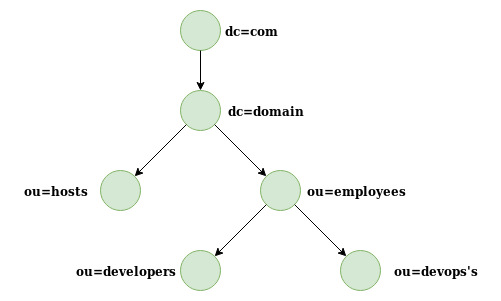 dc=com
dc=domain
ou=hosts
ou=employees
ou=developers
ou=devops's